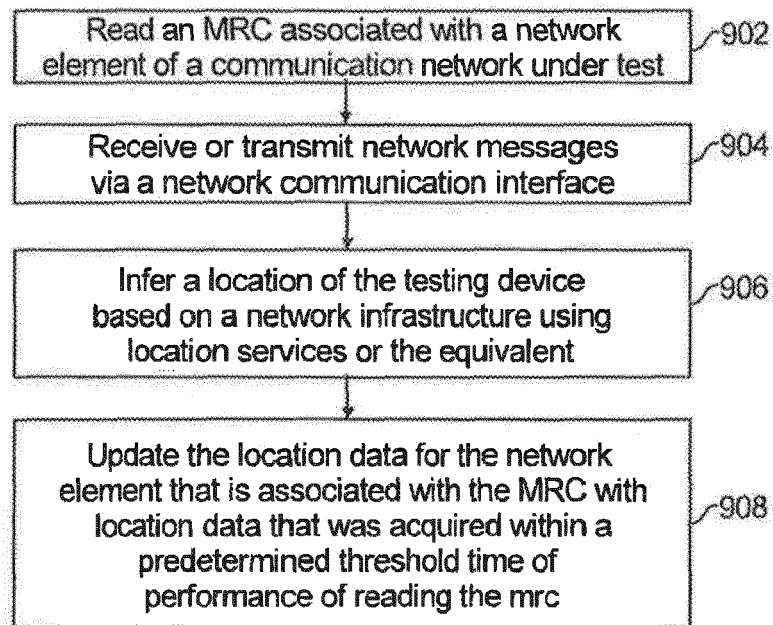 Read an MRC associated with a network
element of a communication network under test
902
Receive or transmit network messages
via a network communication interface
904
Infer a location of the testing device
based on a network infrastructure using
location services or the equivalent
906
Update the location data for the network
element that is associated with the MRC with
location data that was acquired within a
predetermined threshold time of
performance of reading the mrc
908